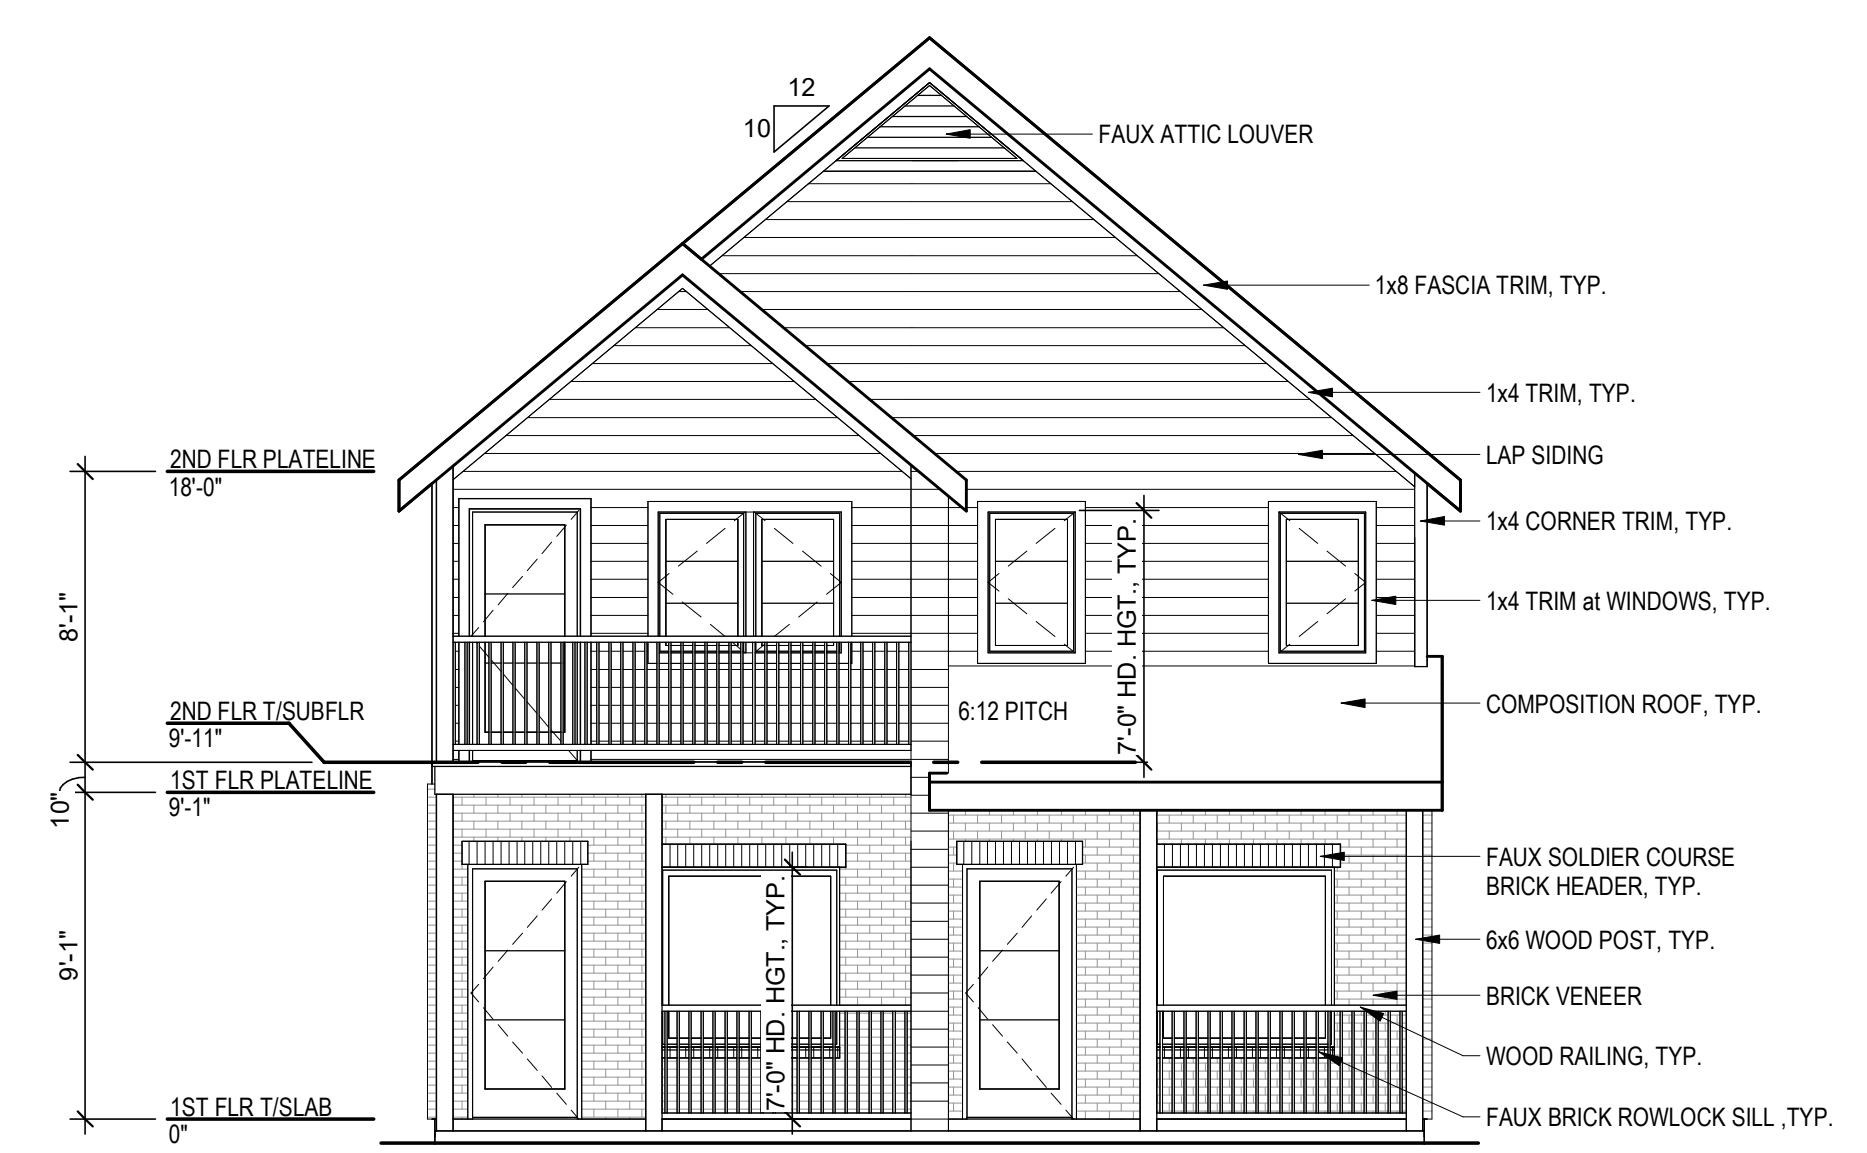 12
10
FAUX ATTIC LOUVER
1x8 FASCIA TRIM, TYP.
1x4 TRIM, TYP.
2ND FLR PLATELINE
18'-0"
LAP SIDING
1x4 CORNER TRIM, TYP.
8'-1"
7'-0" HD. HGT., TYP.
1x4 TRIM at WINDOWS, TYP.
2ND FLR T/SUBFLR
9'-11"
6:12 PITCH
COMPOSITION ROOF, TYP.
1ST FLR PLATELINE
9'-1"
10"
FAUX SOLDIER COURSE
BRICK HEADER, TYP.
9'-1"
7'-0" HD. HGT., TYP.
6x6 WOOD POST, TYP.
BRICK VENEER
WOOD RAILING, TYP.
1ST FLR T/SLAB
0"
FAUX BRICK ROWLOCK SILL ,TYP.